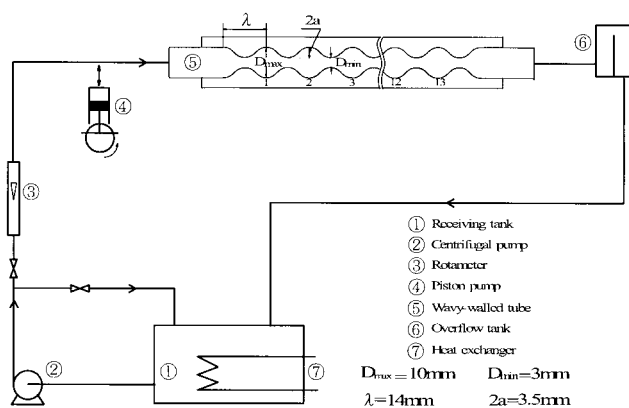 λ 2a
⑥
⑤ Dmax Dmin
1 2 3 12 13
④
③
① Receiving tank
② Centrifugal pump
③ Rotameter
④ Piston pump
⑤ Wavy-walled tube
⑥ Overflow tank
⑦ Heat exchanger
② ① ⑦
Dmax=10mm Dmin=3mm
λ=14mm 2a=3.5mm